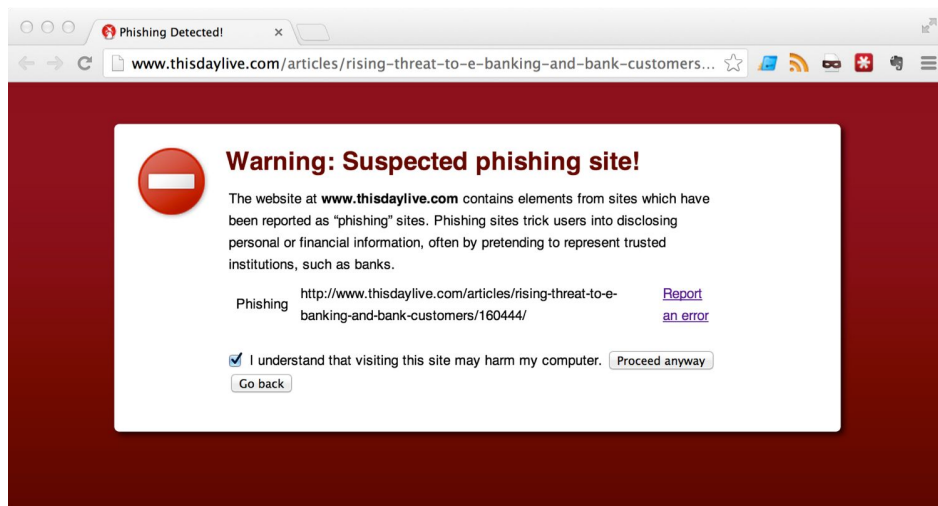 Phishing Detected!
www.thisdaylive.com/articles/rising-threat-to-e-banking-and-bank-customers...
Warning: Suspected phishing site!
The website at www.thisdaylive.com contains elements from sites which have
been reported as “phishing” sites. Phishing sites trick users into disclosing
personal or financial information, often by pretending to represent trusted
institutions, such as banks.
Phishing http://www.thisdaylive.com/articles/rising-threat-to-e- Report
banking-and-bank-customers/160444/ an error
I understand that visiting this site may harm my computer. Proceed anyway
Go back